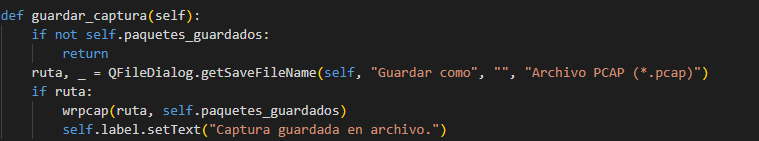 def guardar_captura(self):
    if not self.paquetes_guardados:
        return
    ruta, _ = QFileDialog.getSaveFileName(self, "Guardar como", "", "Archivo PCAP (*.pcap)")
    if ruta:
        wrpcap(ruta, self.paquetes_guardados)
        self.label.setText("Captura guardada en archivo.")